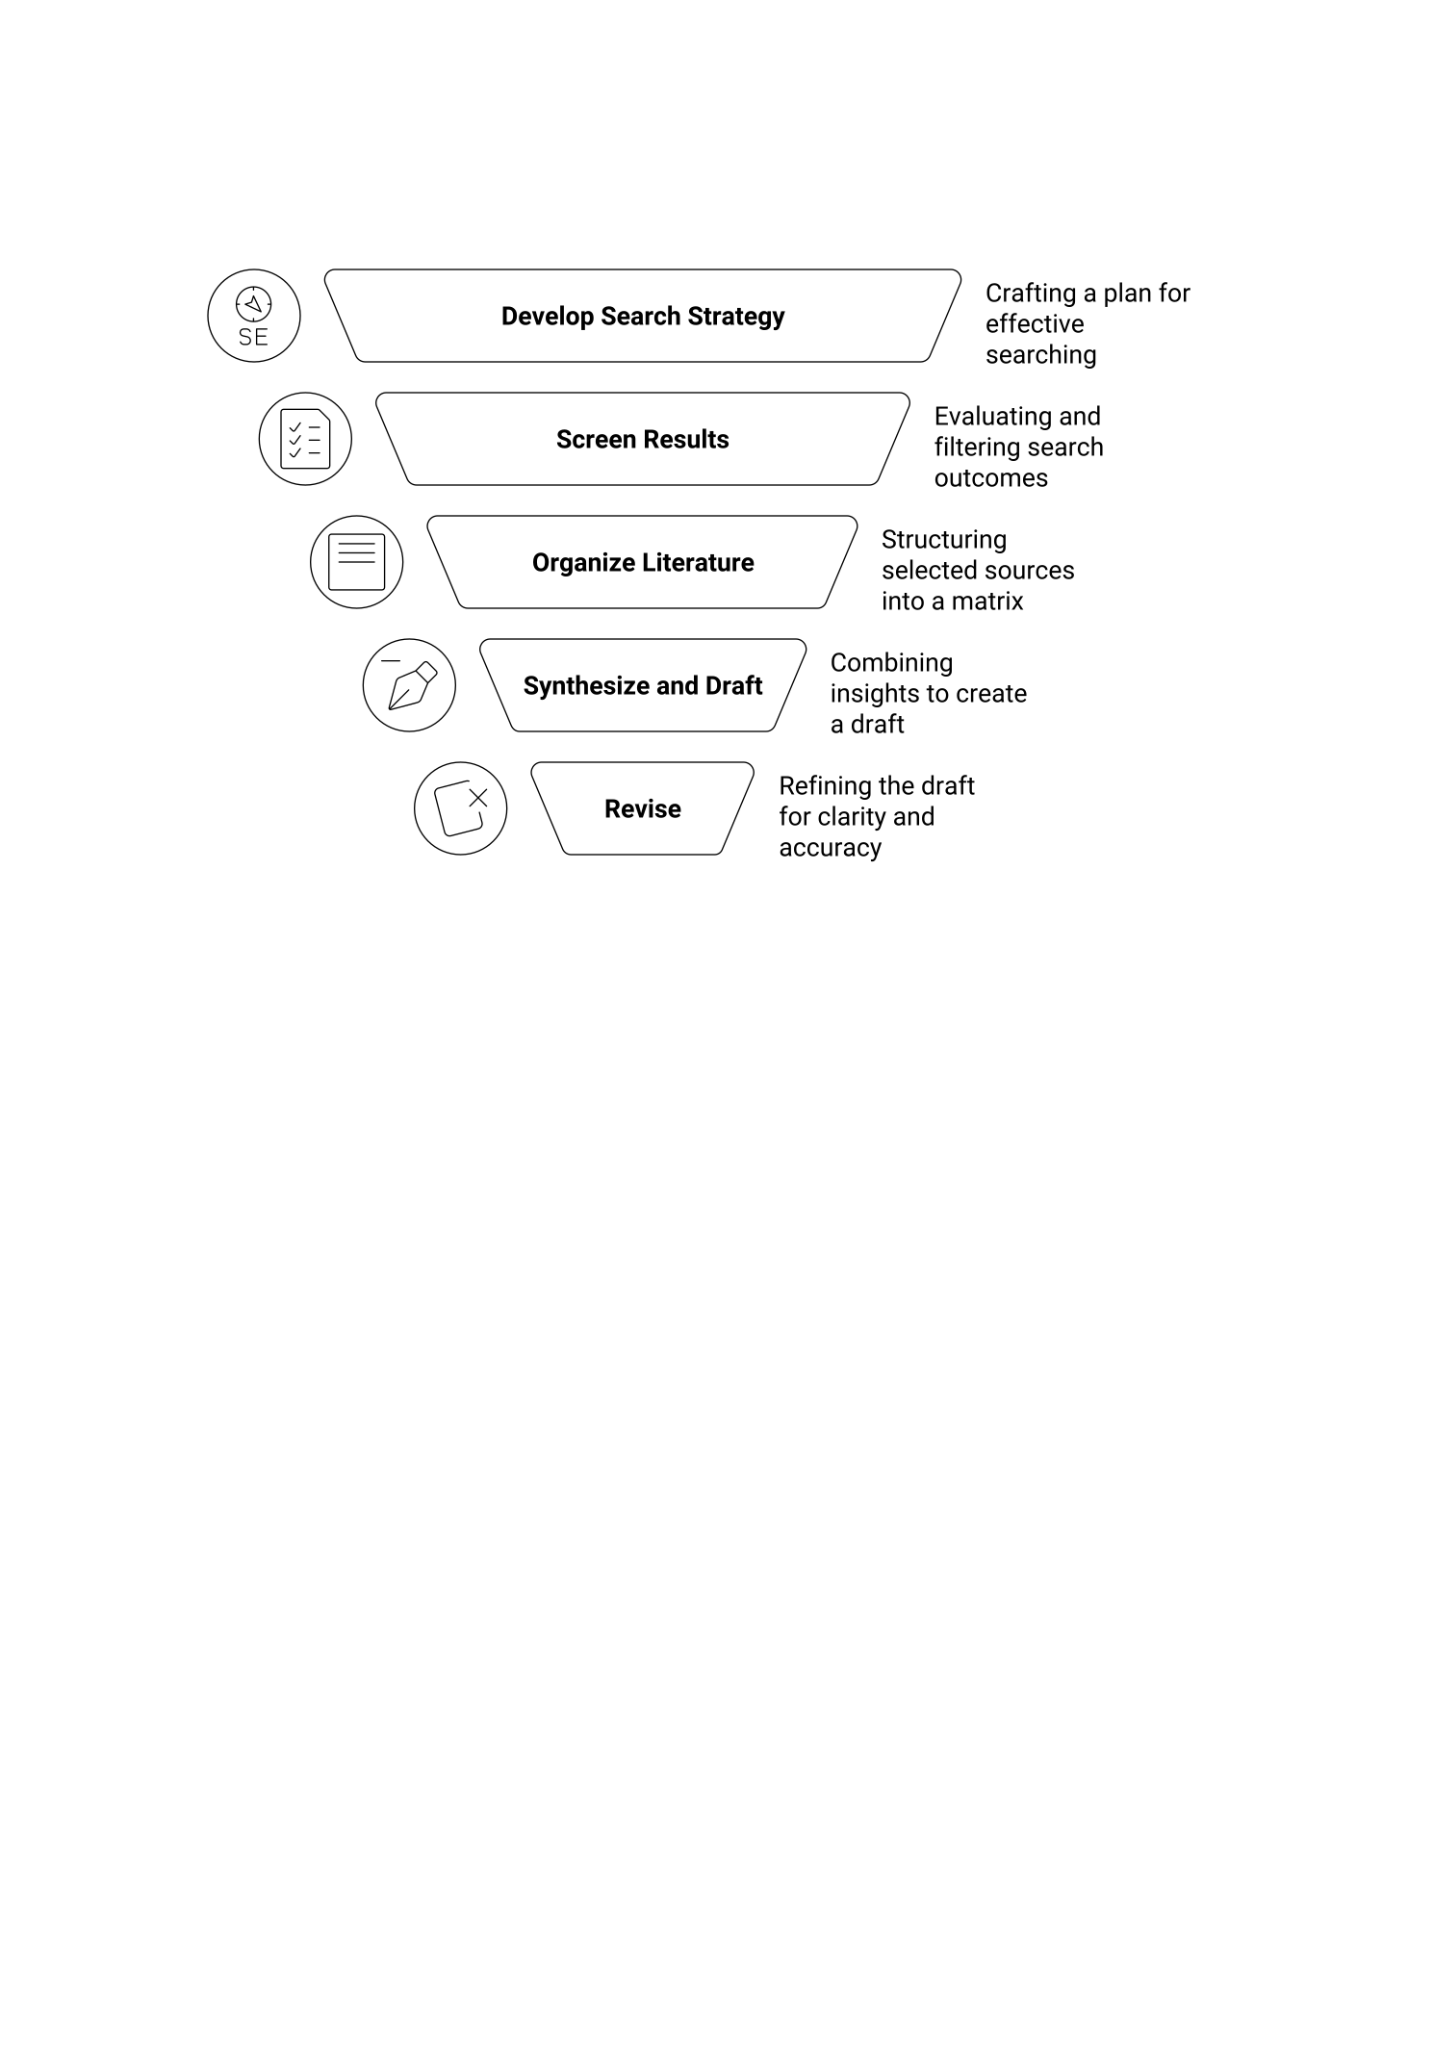 SE
Develop Search Strategy
Crafting a plan for
effective
searching
Screen Results
Evaluating and
filtering search
outcomes
Organize Literature
Structuring
selected sources
into a matrix
Synthesize and Draft
Combining
insights to create
a draft
Revise
Refining the draft
for clarity and
accuracy